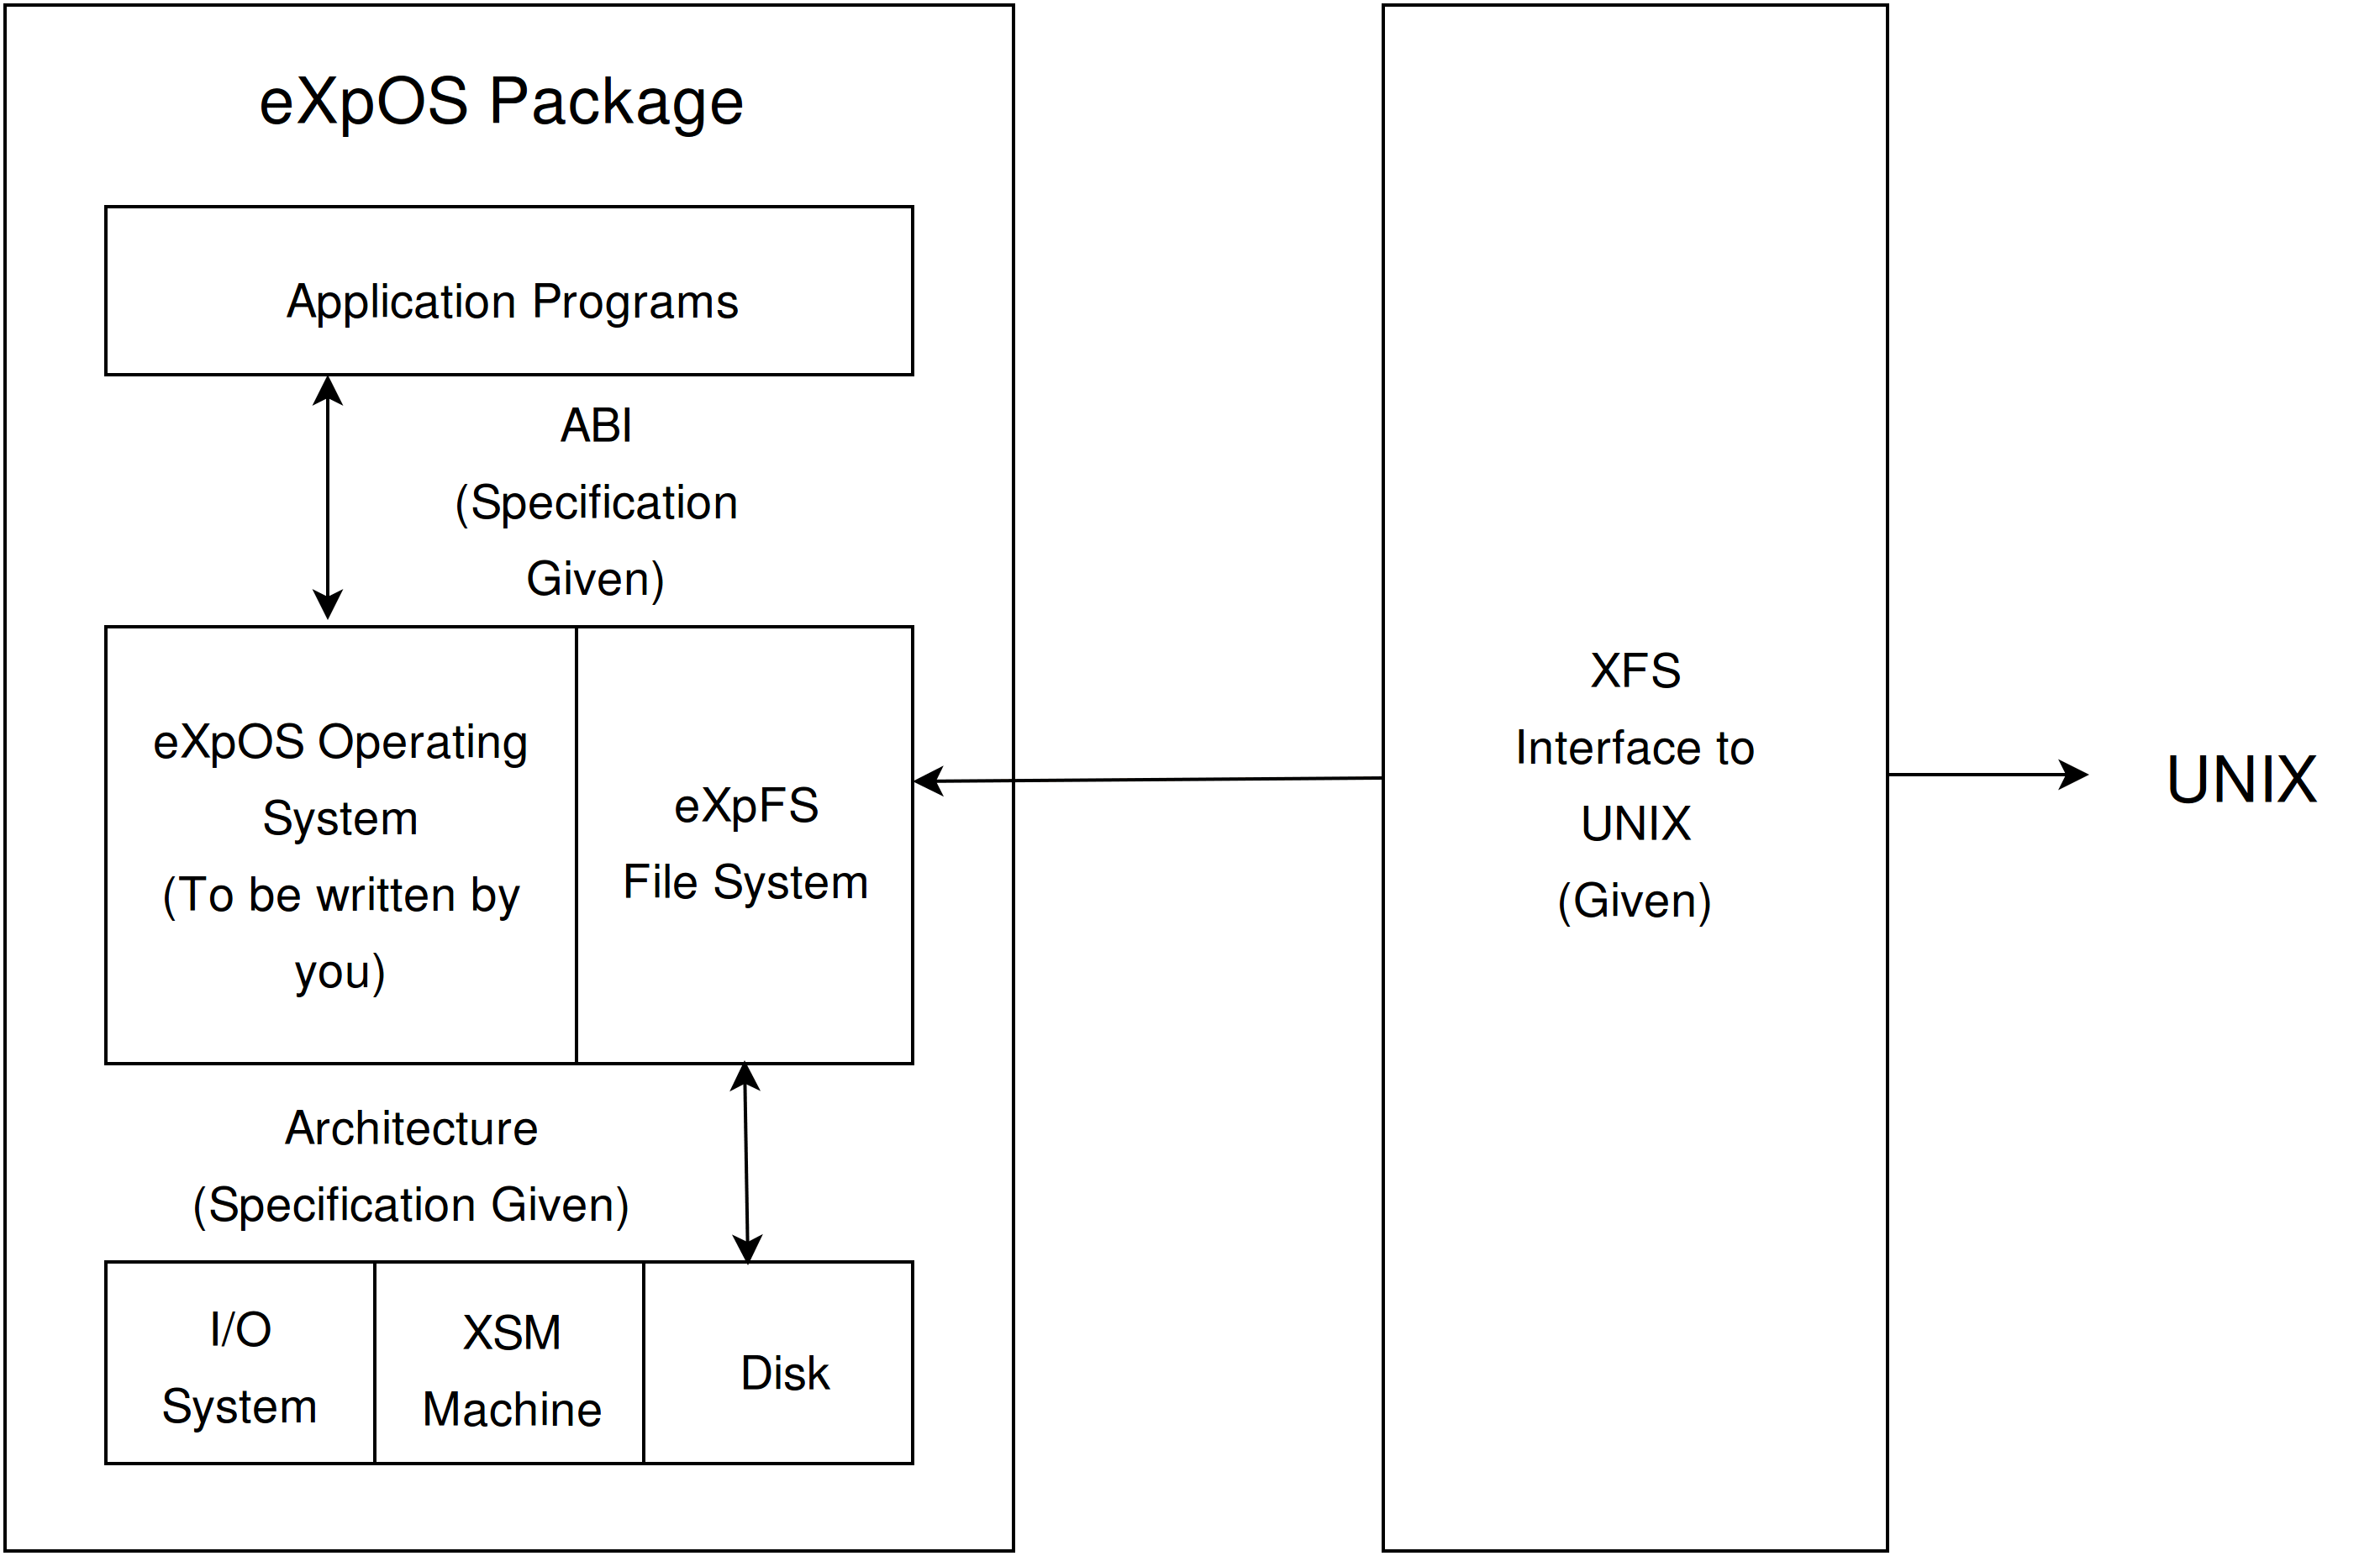 eXpOS Package
Application Programs
ABI
(Specification
Given)
eXpOS Operating
System
(To be written by
you)
eXpFS
File System
Architecture
(Specification Given)
I/O
System
XSM
Machine
Disk
XFS
Interface to
UNIX
(Given)
UNIX